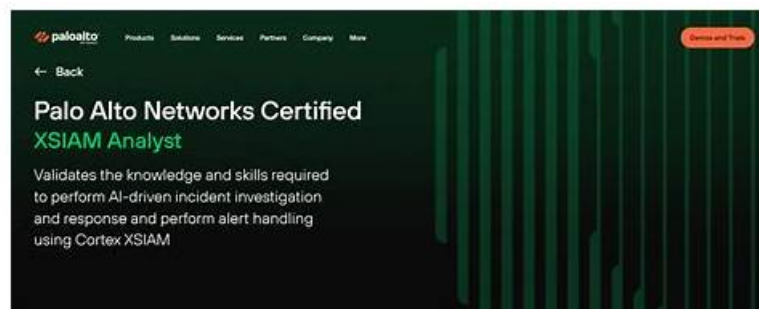 paloalto
Products Solutions Services Partners Company More
Demos and Trials
← Back
Palo Alto Networks Certified
XSIAM Analyst
Validates the knowledge and skills required
to perform AI-driven incident investigation
and response and perform alert handling
using Cortex XSIAM